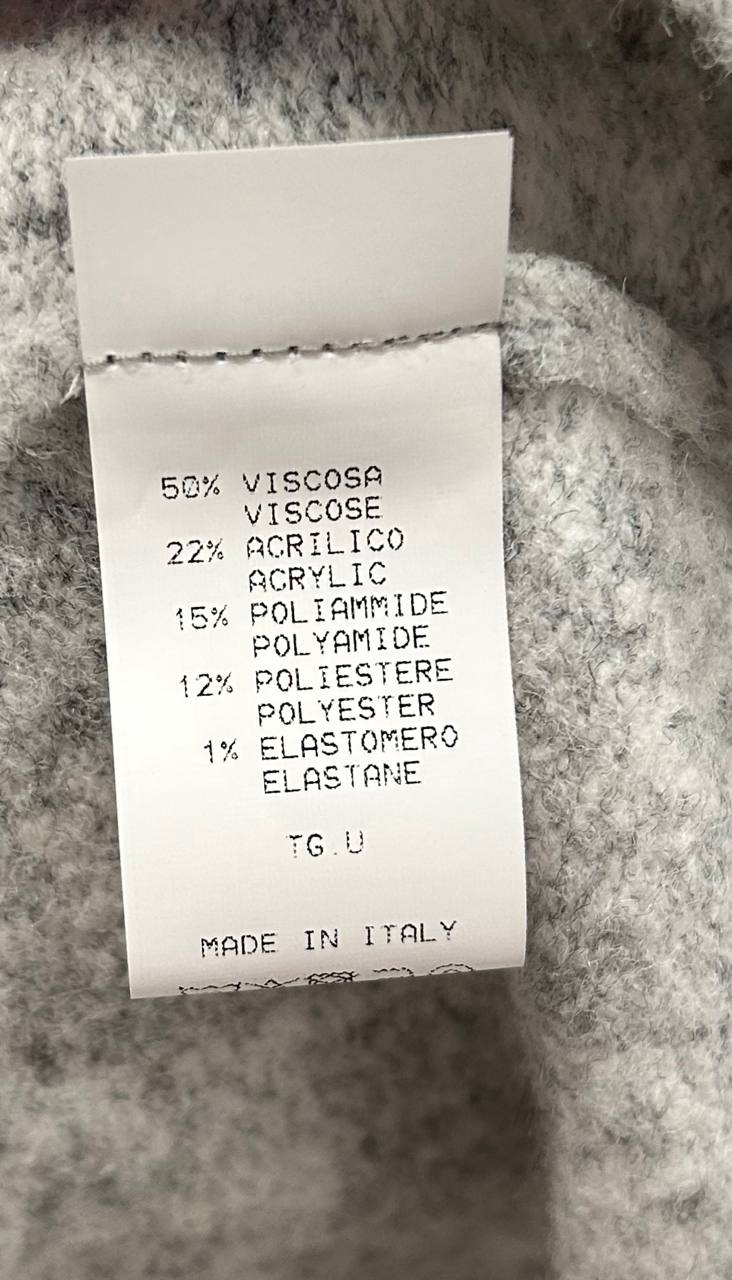 50% VISCOSA
VISCOSE
22% ACRILICO
ACRYLIC
15% POLIAMMIDE
POLYAMIDE
12% POLIESTERE
POLYESTER
1% ELASTOMERO
ELASTANE
TG.U
MADE IN ITALY